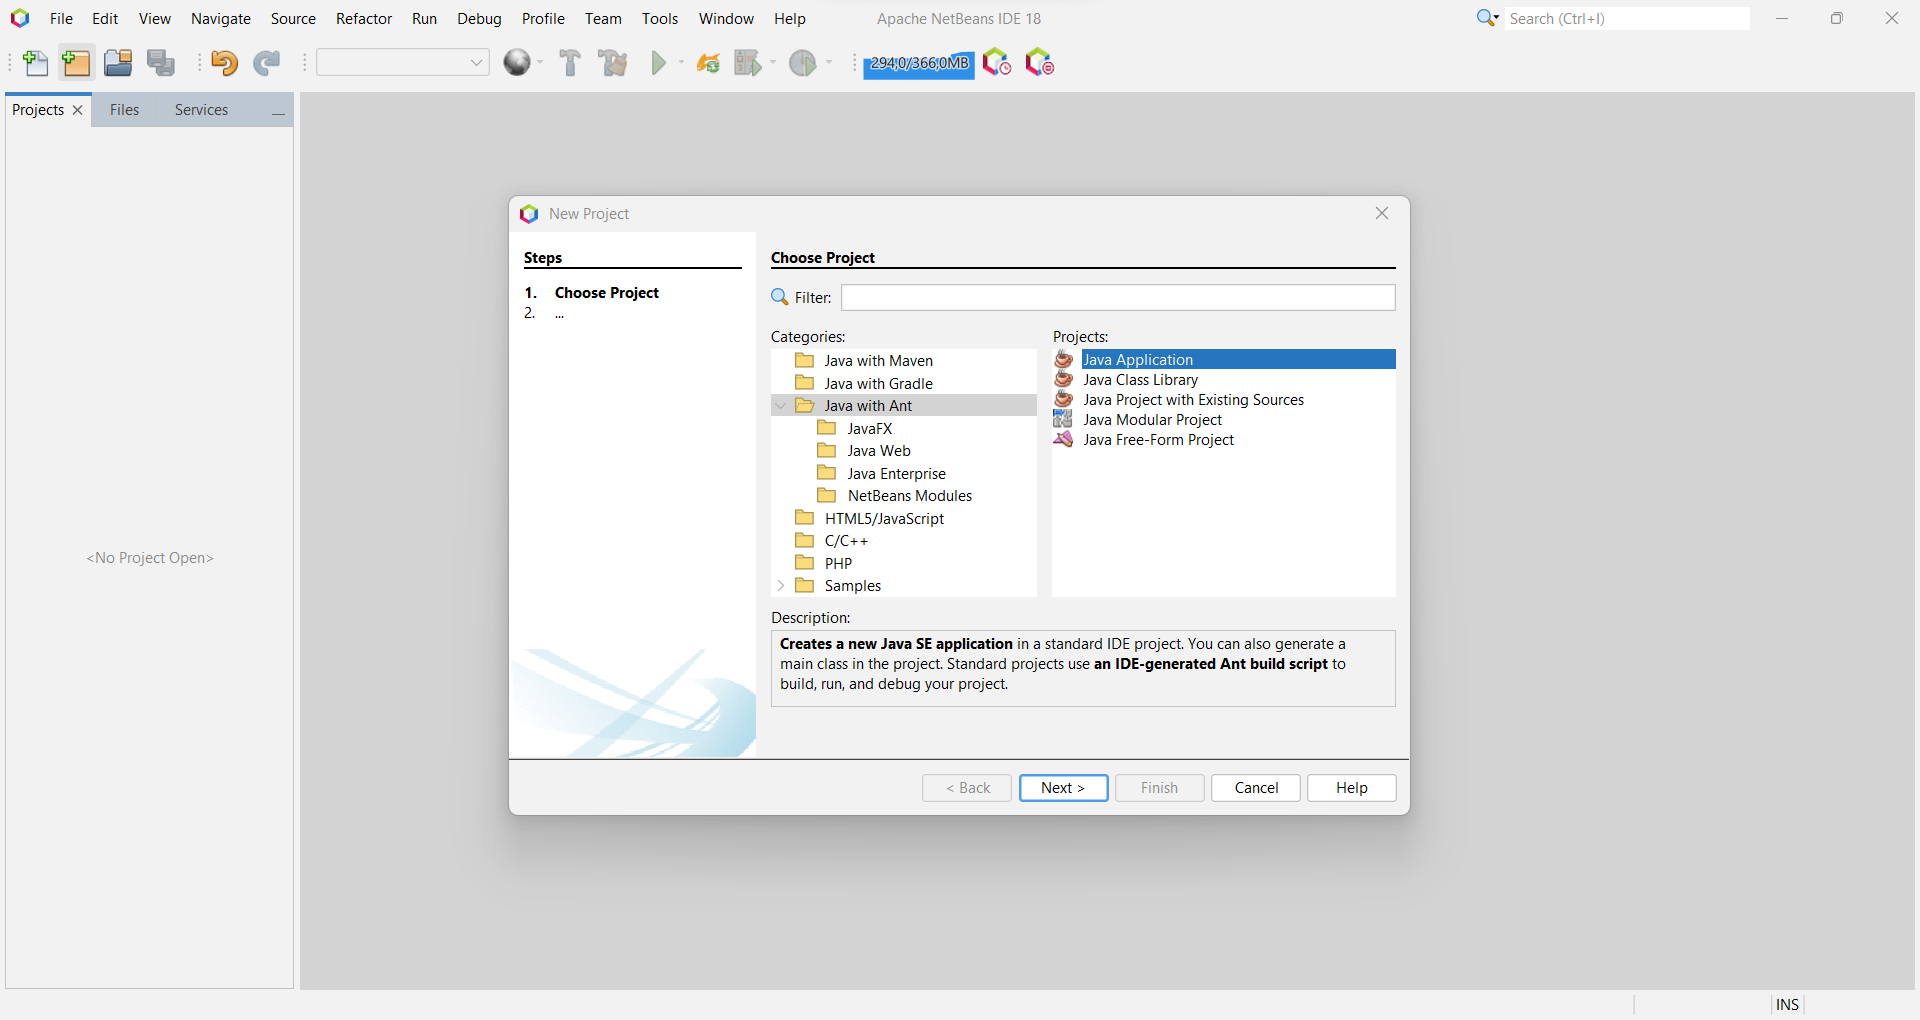 File Edit View Navigate Source Refactor Run Debug Profile Team Tools Window Help Apache NetBeans IDE 18 Search (Ctrl+I)
294,0/366,0MB
Projects Files Services
<No Project Open>
New Project
Steps
1. Choose Project
2. ...
Choose Project
Filter:
Categories:
Java with Maven
Java with Gradle
Java with Ant
JavaFX
Java Web
Java Enterprise
NetBeans Modules
HTML5/JavaScript
C/C++
PHP
Samples
Projects:
Java Application
Java Class Library
Java Project with Existing Sources
Java Modular Project
Java Free-Form Project
Description:
Creates a new Java SE application in a standard IDE project. You can also generate a
main class in the project. Standard projects use an IDE-generated Ant build script to
build, run, and debug your project.
< Back Next > Finish Cancel Help
INS